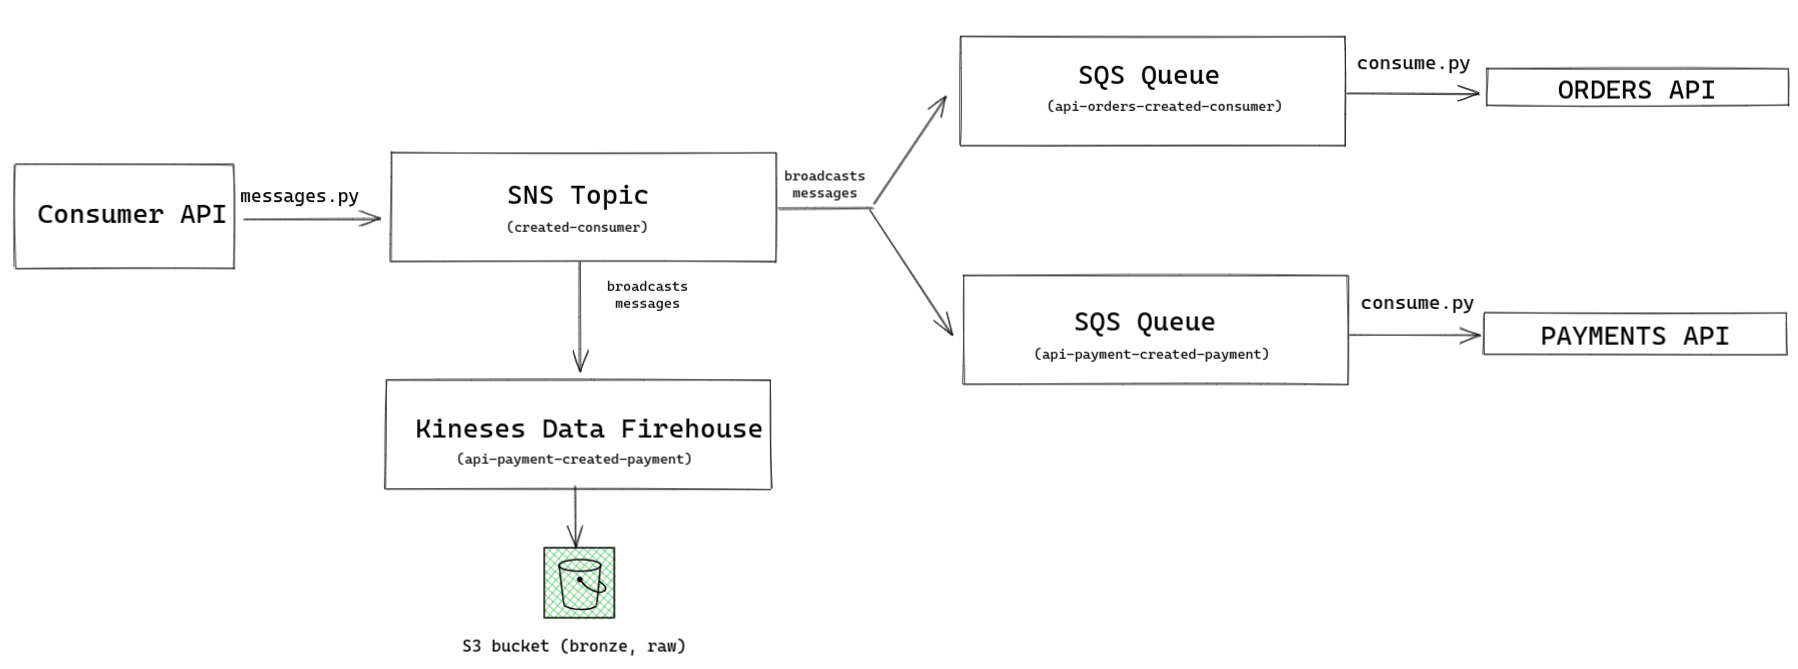 Consumer API
messages.py
SNS Topic
(created-consumer)
broadcasts
messages
SQS Queue
(api-orders-created-consumer)
consume.py
ORDERS API
SQS Queue
(api-payment-created-payment)
consume.py
PAYMENTS API
broadcasts
messages
Kineses Data Firehouse
(api-payment-created-payment)
S3 bucket (bronze, raw)